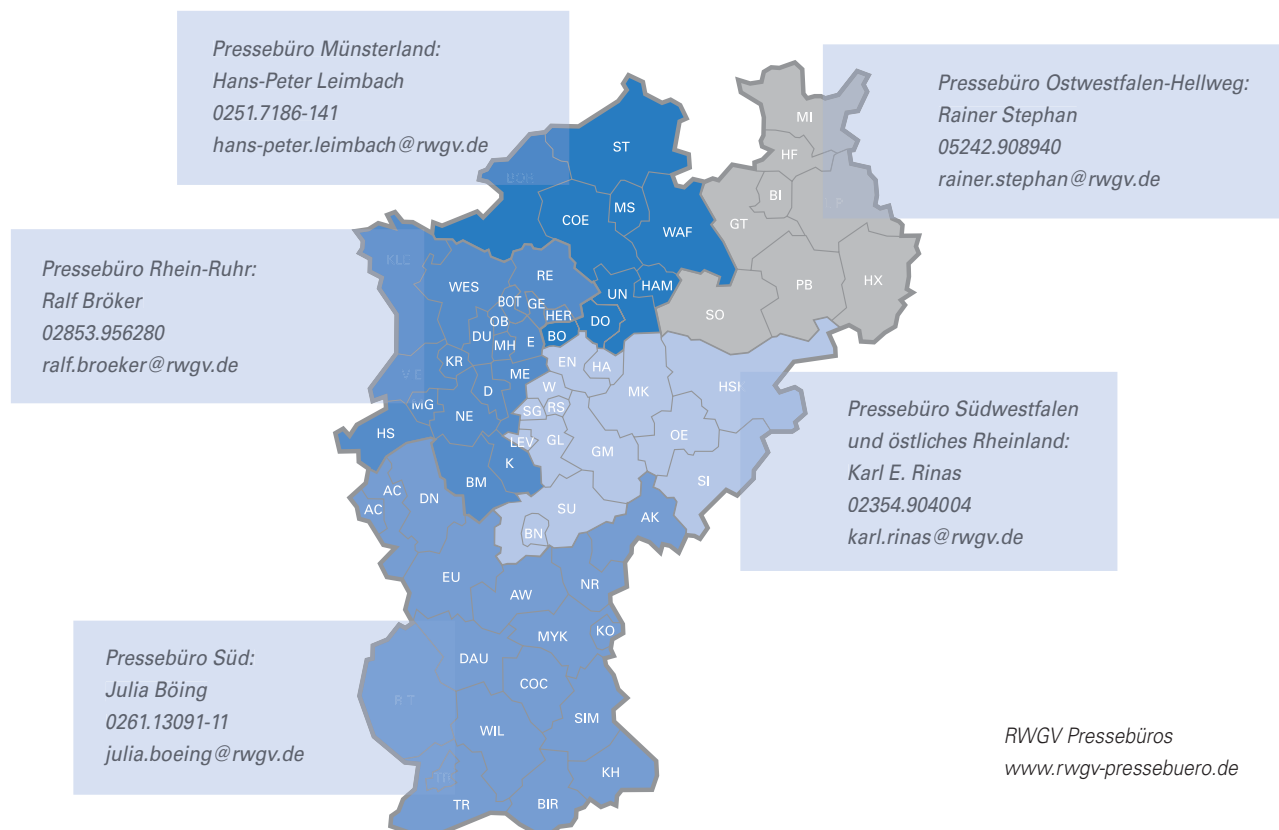 Pressebüro Münsterland:
Hans-Peter Leimbach
0251.7186-141
hans-peter.leimbach@rwgv.de
Pressebüro Ostwestfalen-Hellweg:
Rainer Stephan
05242.908940
rainer.stephan@rwgv.de
Pressebüro Rhein-Ruhr:
Ralf Bröker
02853.956280
ralf.broeker@rwgv.de
Pressebüro Südwestfalen
und östliches Rheinland:
Karl E. Rinas
02354.904004
karl.rinas@rwgv.de
Pressebüro Süd:
Julia Böing
0261.13091-11
julia.boeing@rwgv.de
RWGV Pressebüros
www.rwgv-pressebuero.de
MI
ST
HF
BOR
BI
MS
COE
GT
WAF
KLE
RE
WES
HAM
UN
PB
HX
BOT
GE
HER
OB
DO
SO
DU
BO
MH
E
KR
EN
HA
ME
VIE
W
MK
HSK
D
MG
NE
SG
RS
HS
OE
LEV
GL
GM
K
BM
SI
AC
DN
AC
SU
AK
BN
EU
NR
AW
KO
MYK
DAU
COC
BIT
SIM
WIL
KH
TR
TR
BIR